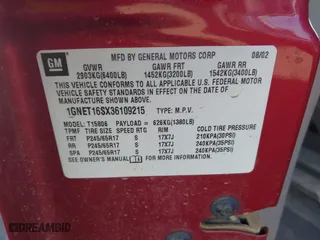 GM
MFD BY GENERAL MOTORS CORP 08/02
GVWR GAWR FRT GAWR RR
2903KG(6400LB) 1452KG(3200LB) 1542KG(3400LB)
THIS VEHICLE CONFORMS TO ALL APPLICABLE U.S. FEDERAL MOTOR
VEHICLE SAFETY STANDARDS IN EFFECT ON THE DATE OF
MANUFACTURE SHOWN ABOVE.
1GNET16SX36109215 TYPE: M.P.V.
MODEL: T15806 PAYLOAD = 626KG(1380LB)
TPMF TIRE SIZE SPEED RTG RIM COLD TIRE PRESSURE
FRT P245/65R17 S 17X7J 210KPA(30PSI)
RR P245/65R17 S 17X7J 240KPA(35PSI)
SPA P245/65R17 S 17X7J 240KPA(35PSI)
SEE OWNER'S MANUAL FOR MORE INFORMATION